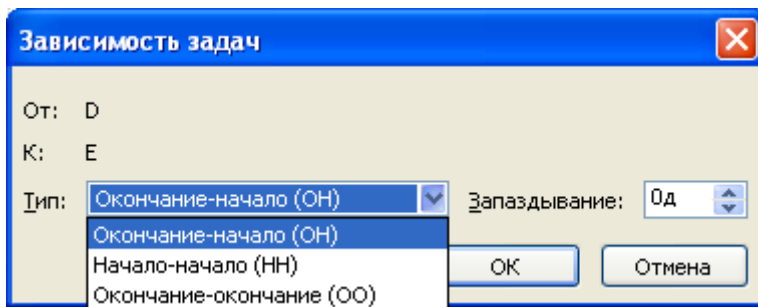 Зависимость задач
От: D
К: E
Тип: Окончание-начало (ОН) Запаздывание: 0д
Окончание-начало (ОН)
Начало-начало (НН) ОК Отмена
Окончание-окончание (ОО)